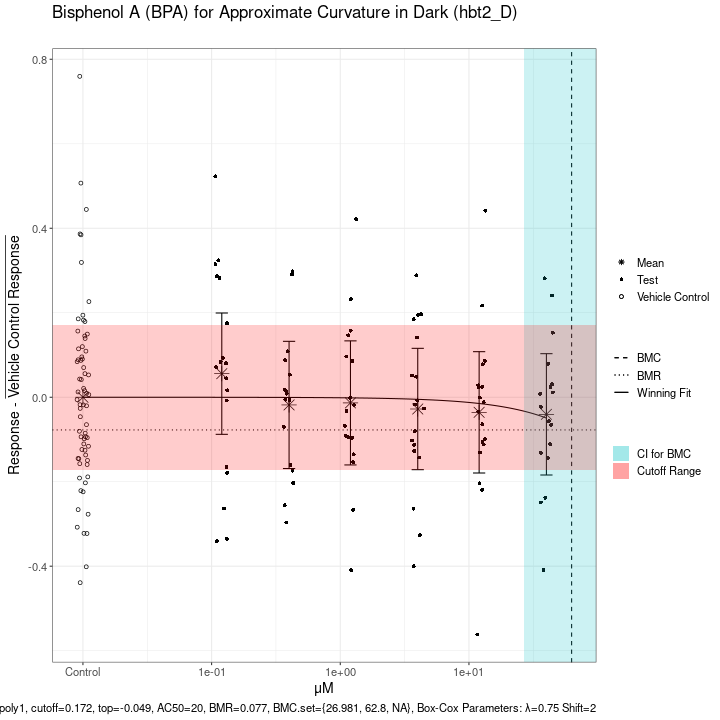 Bisphenol A (BPA) for Approximate Curvature in Dark (hbt2_D)
Response - Vehicle Control Response
0.8
0.4
0.0
-0.4
Control
1e-01
1e+00
1e+01
µM
Mean
Test
Vehicle Control
BMC
BMR
Winning Fit
CI for BMC
Cutoff Range
poly1, cutoff=0.172, top=-0.049, AC50=20, BMR=0.077, BMC.set={26.981, 62.8, NA}, Box-Cox Parameters: λ=0.75 Shift=2